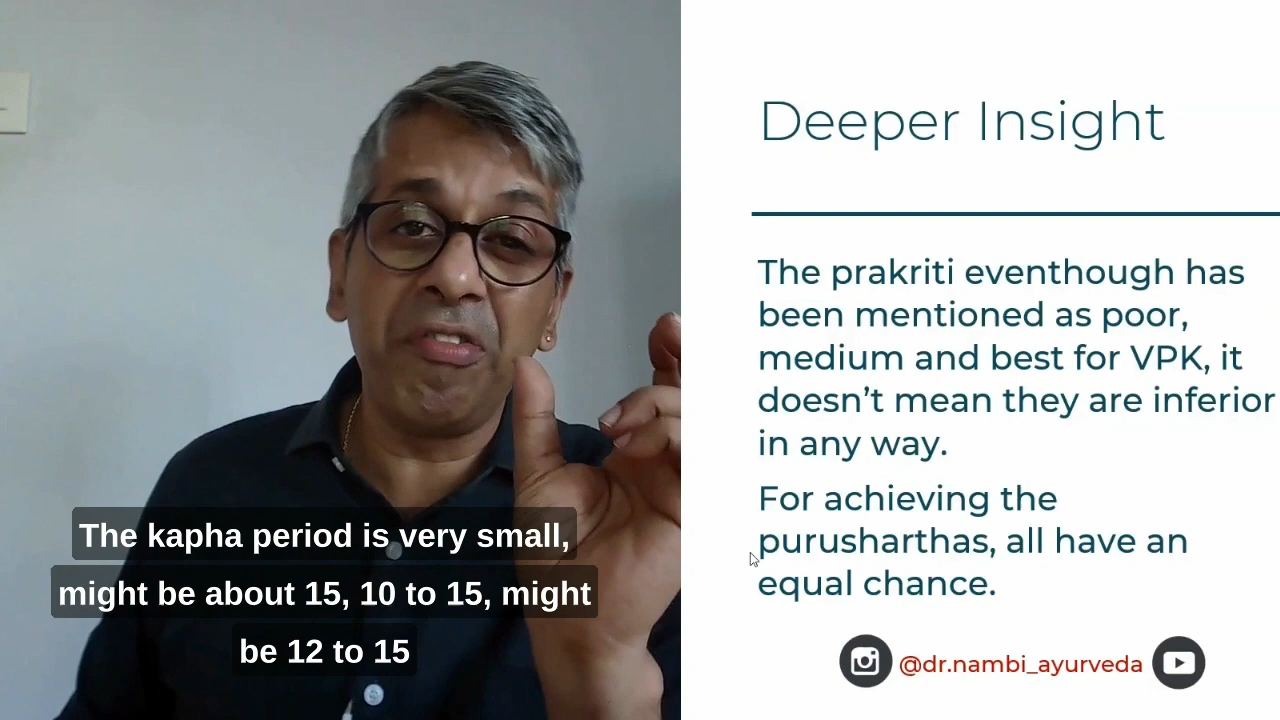 Deeper Insight
The prakriti eventhough has
been mentioned as poor,
medium and best for VPK, it
doesn’t mean they are inferior
in any way.
For achieving the
purusharthas, all have an
equal chance.
@dr.nambi_ayurveda
The kapha period is very small,
might be about 15, 10 to 15, might
be 12 to 15